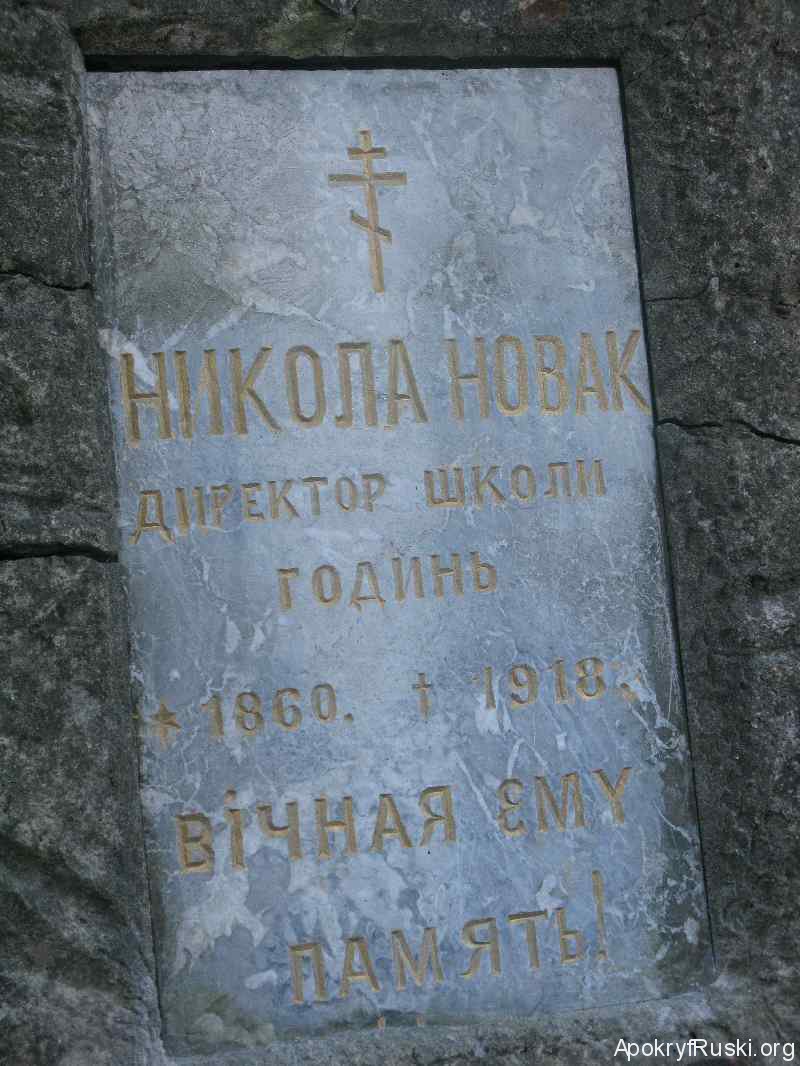 НИКОЛА НОВАК
ДИРЕКТОР ШКОЛИ
ГОДИНЬ
★ 1860. † 1918.
ВІЧНАЯ ЄМУ
ПАМЯТЬ!
ApokryfRuski.org